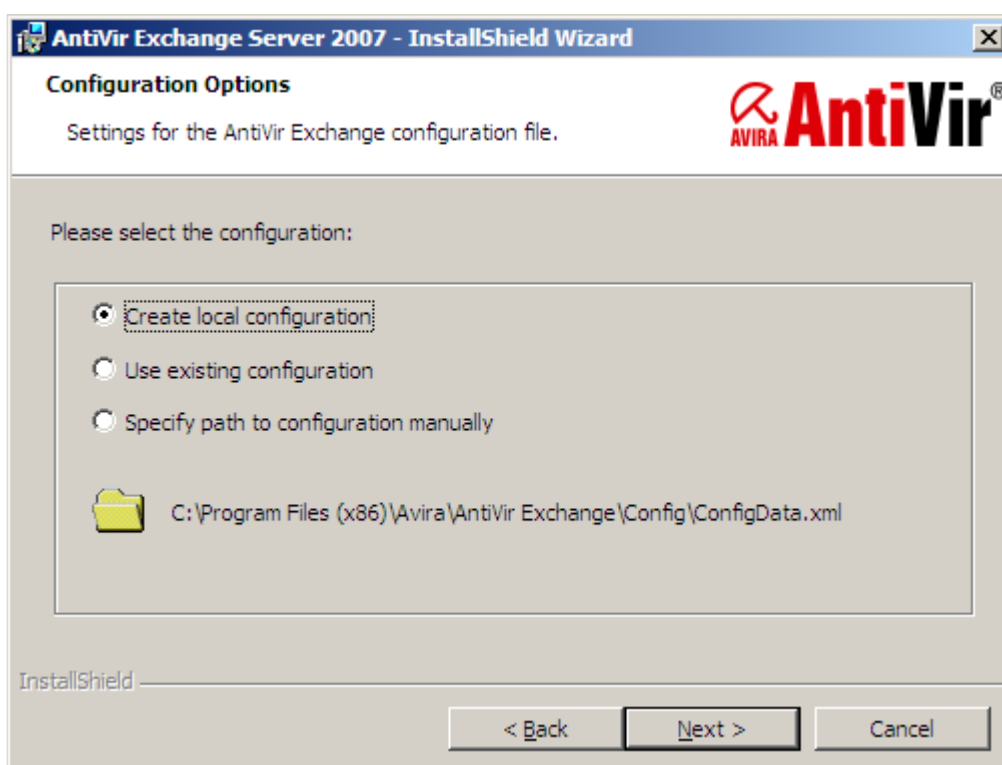 AntiVir Exchange Server 2007 - InstallShield Wizard
Configuration Options
Settings for the AntiVir Exchange configuration file.
AVIRA AntiVir®
Please select the configuration:
Create local configuration
Use existing configuration
Specify path to configuration manually
C:\Program Files (x86)\Avira\AntiVir Exchange\Config\ConfigData.xml
InstallShield
< Back Next > Cancel